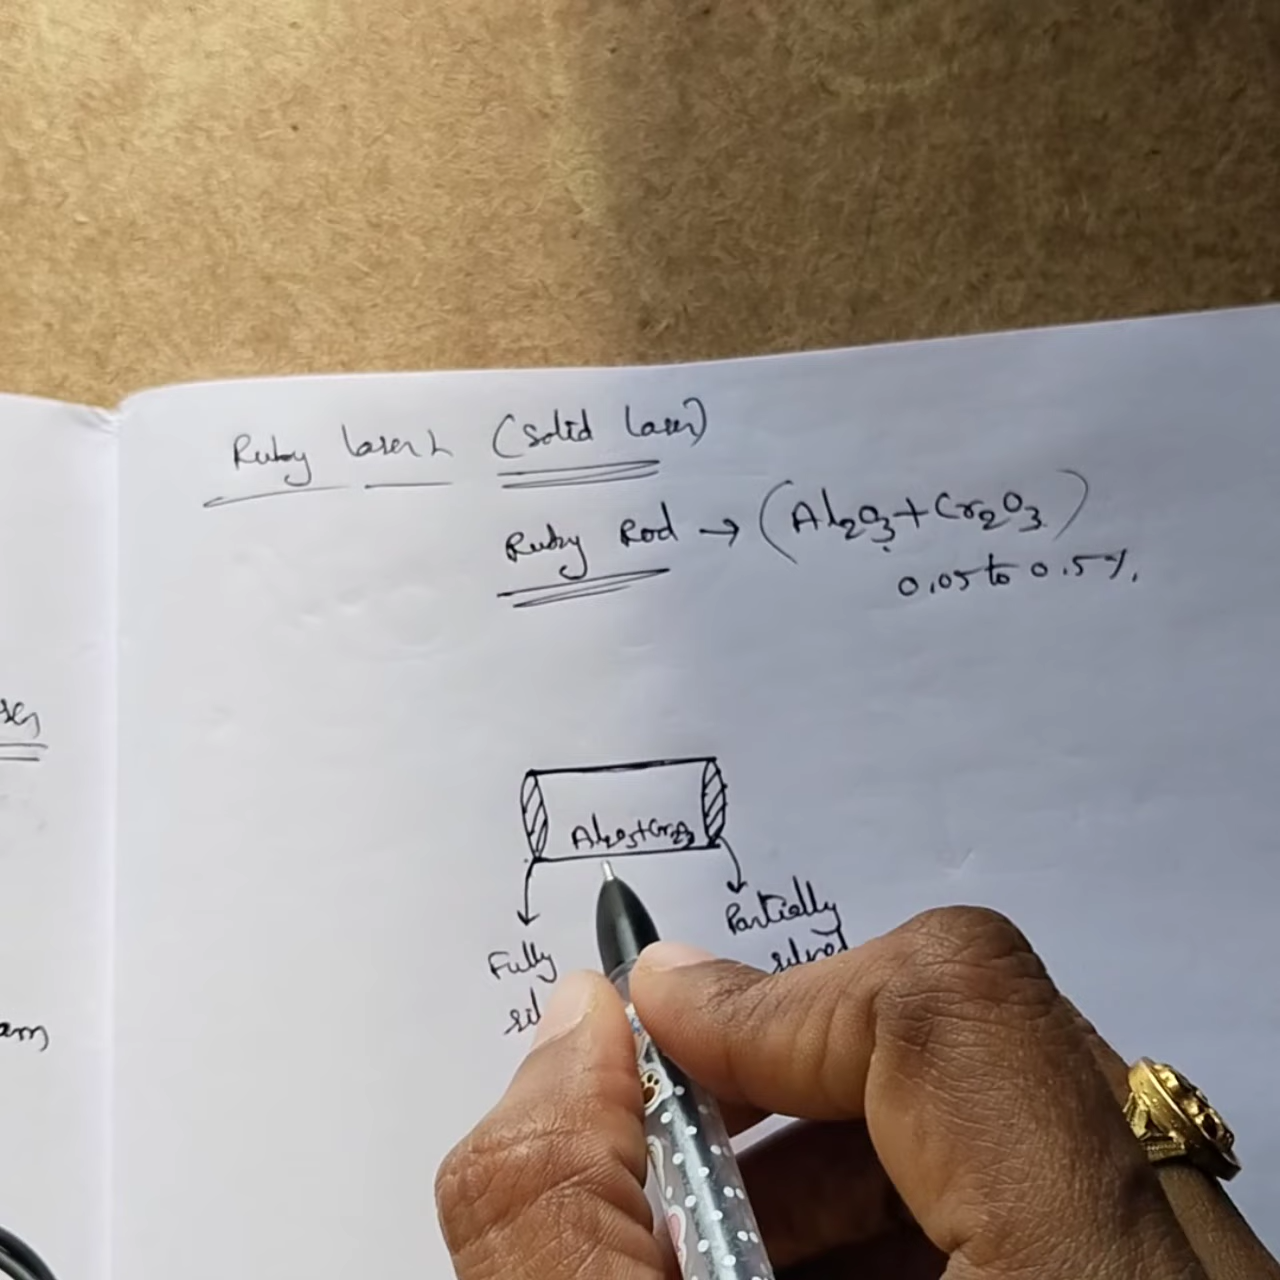 Ruby laser :- (Solid laser)
Ruby Rod → (Al₂O₃ + Cr₂O₃)
0.05 to 0.5 %.
Al₂O₃+Cr₂O₃
Partially
Fully